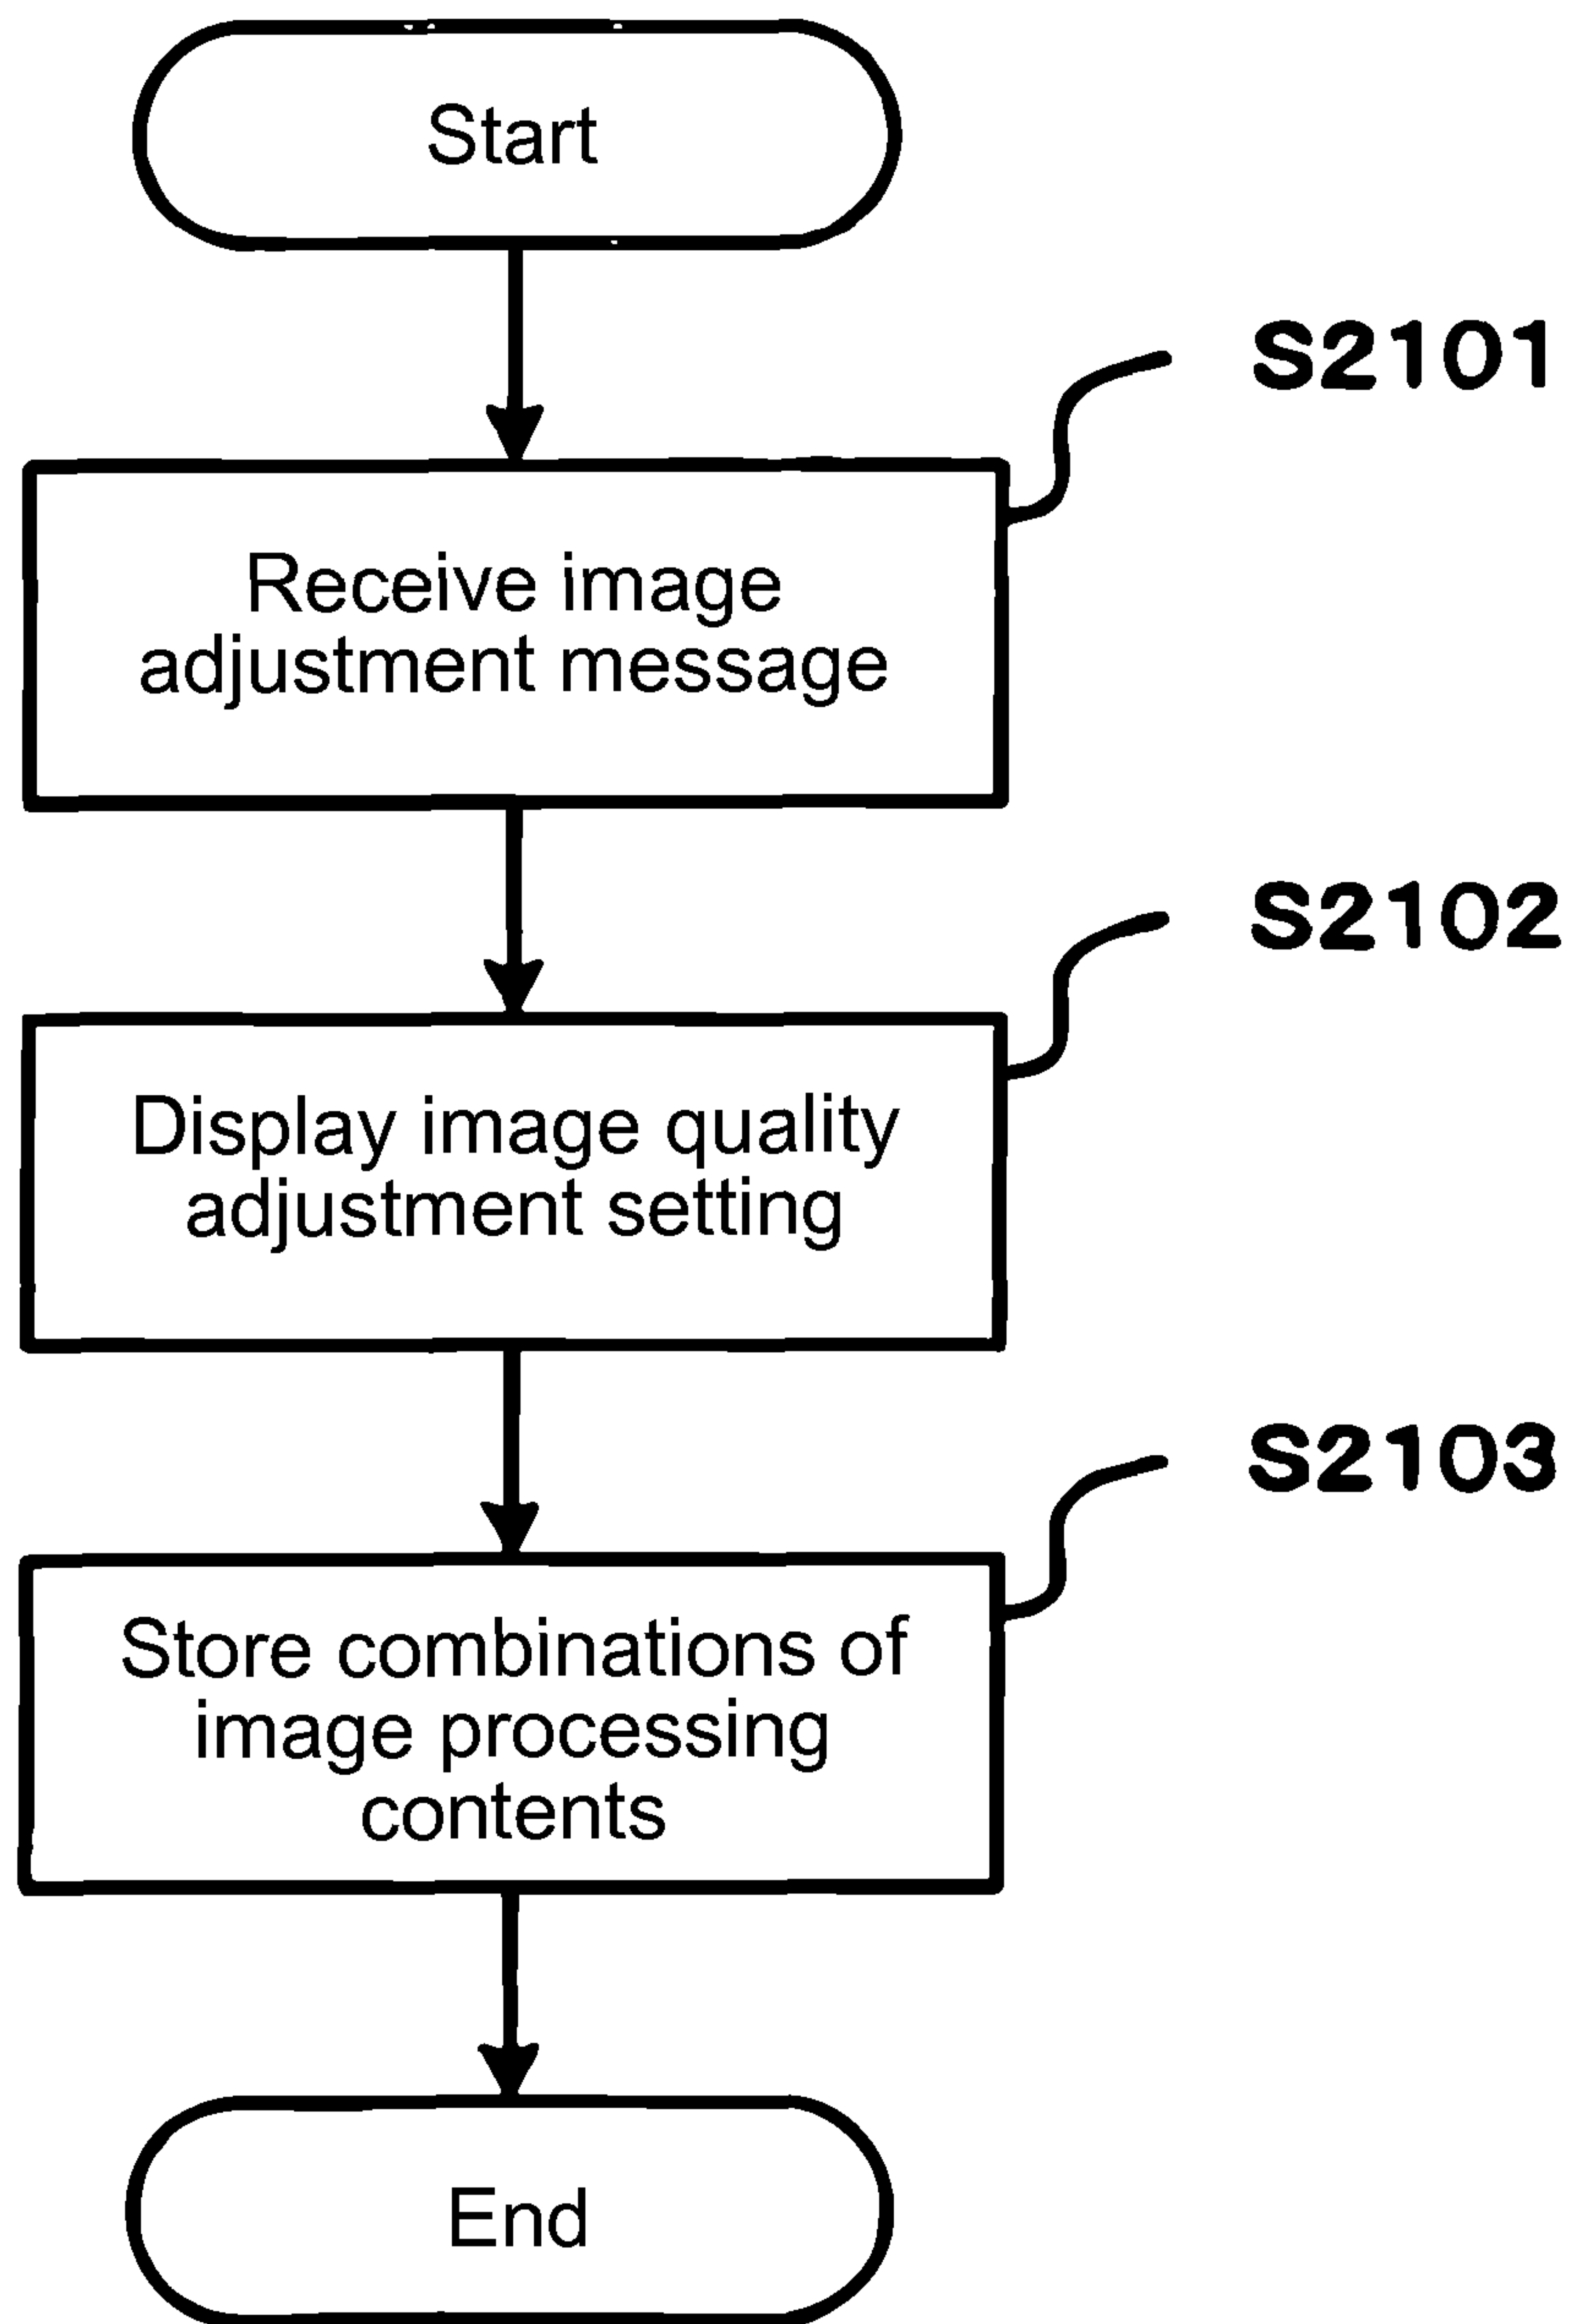 Start
S2101
Receive image
adjustment message
S2102
Display image quality
adjustment setting
S2103
Store combinations of
image processing
contents
End